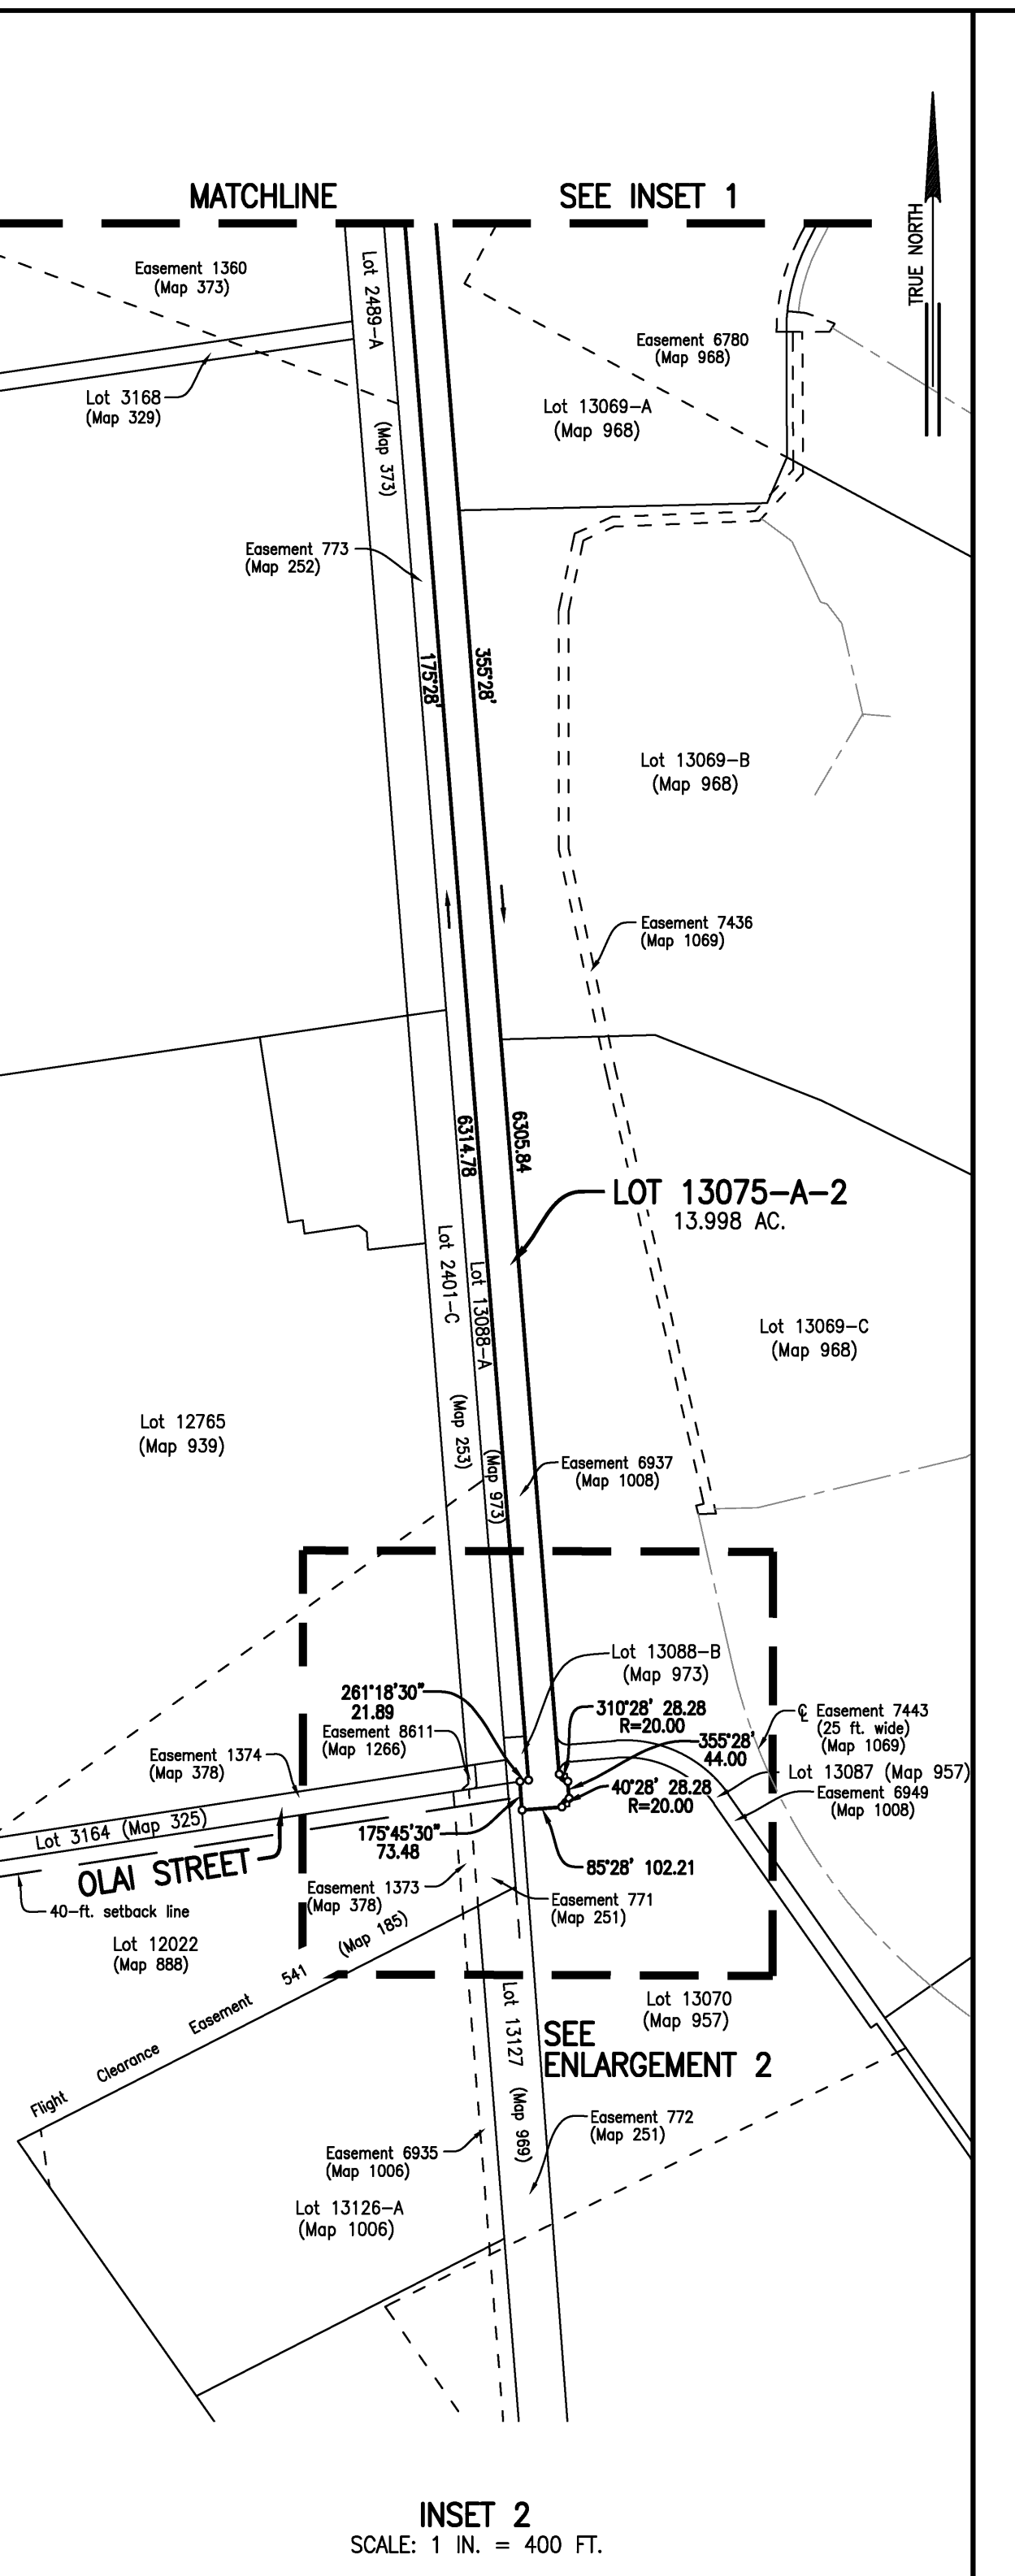 MATCHLINE
SEE INSET 1
TRUE NORTH
Easement 1360
(Map 373)
Lot 2489-A
(Map 373)
Lot 3168
(Map 329)
Easement 6780
(Map 968)
Lot 13069-A
(Map 968)
Easement 773
(Map 252)
175°28'
355°28'
Lot 13069-B
(Map 968)
Easement 7436
(Map 1069)
6314.78
6305.84
LOT 13075-A-2
13.998 AC.
Lot 2401-C
(Map 253)
Lot 13088-A
(Map 973)
Lot 13069-C
(Map 968)
Lot 12765
(Map 939)
Easement 6937
(Map 1008)
Lot 13088-B
(Map 973)
261°18'30"
21.89
310°28' 28.28
R=20.00
Easement 8611
(Map 1266)
355°28'
44.00
℄ Easement 7443
(25 ft. wide)
(Map 1069)
Easement 1374
(Map 378)
Lot 13087 (Map 957)
40°28' 28.28
R=20.00
Easement 6949
(Map 1008)
Lot 3164 (Map 325)
175°45'30"
73.48
OLAI STREET
85°28' 102.21
Easement 1373
(Map 378)
Easement 771
(Map 251)
40-ft. setback line
Lot 12022
(Map 888)
Flight Clearance Easement 541 (Map 185)
Lot 13127 (Map 969)
Lot 13070
(Map 957)
SEE
ENLARGEMENT 2
Easement 772
(Map 251)
Easement 6935
(Map 1006)
Lot 13126-A
(Map 1006)
INSET 2
SCALE: 1 IN. = 400 FT.